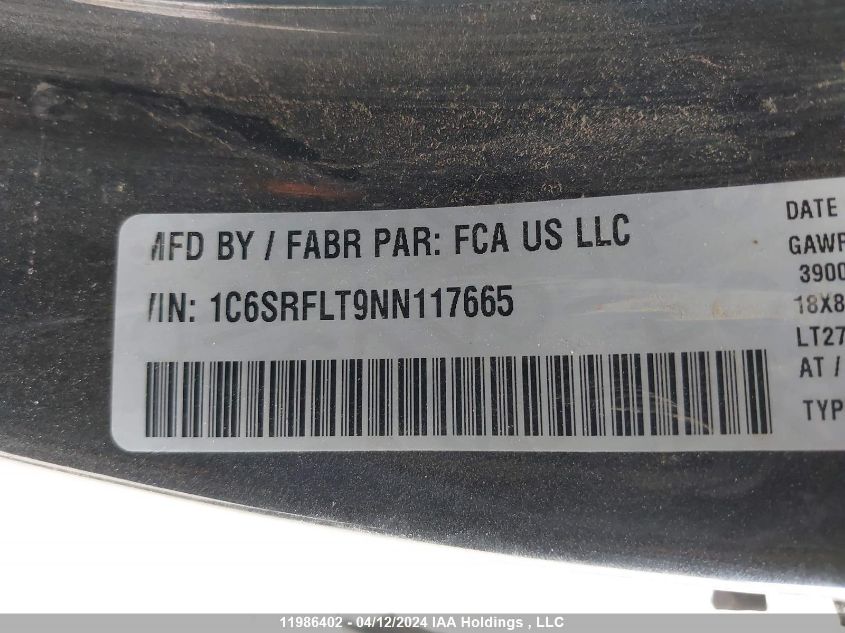 MFD BY / FABR PAR: FCA US LLC
VIN: 1C6SRFLT9NN117665
DATE
GAWR
3900
18X8
LT27
AT /
TYP
11986402 - 04/12/2024 IAA Holdings , LLC